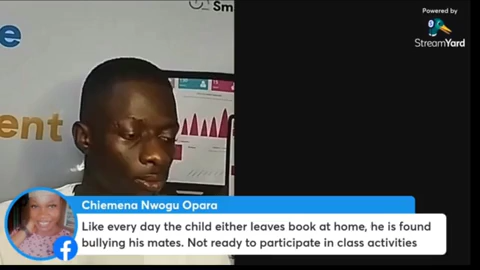 Powered by
StreamYard
Sm
e
ent
Chiemena Nwogu Opara
Like every day the child either leaves book at home, he is found
bullying his mates. Not ready to participate in class activities